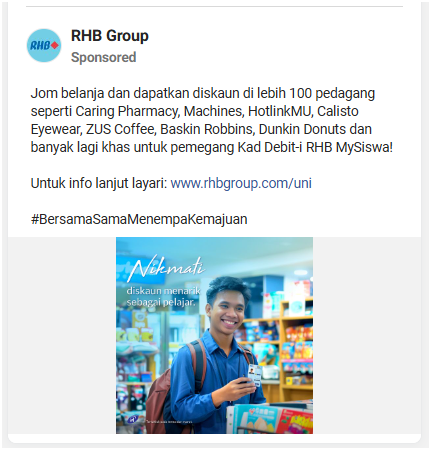 RHB Group
RHB
Sponsored
Jom belanja dan dapatkan diskaun di lebih 100 pedagang
seperti Caring Pharmacy, Machines, HotlinkMU, Calisto
Eyewear, ZUS Coffee, Baskin Robbins, Dunkin Donuts dan
banyak lagi khas untuk pemegang Kad Debit-i RHB MySiswa!
Untuk info lanjut layari: www.rhbgroup.com/uni
#BersamaSamaMenempaKemajuan
Nikmati
diskaun menarik
sebagai pelajar.